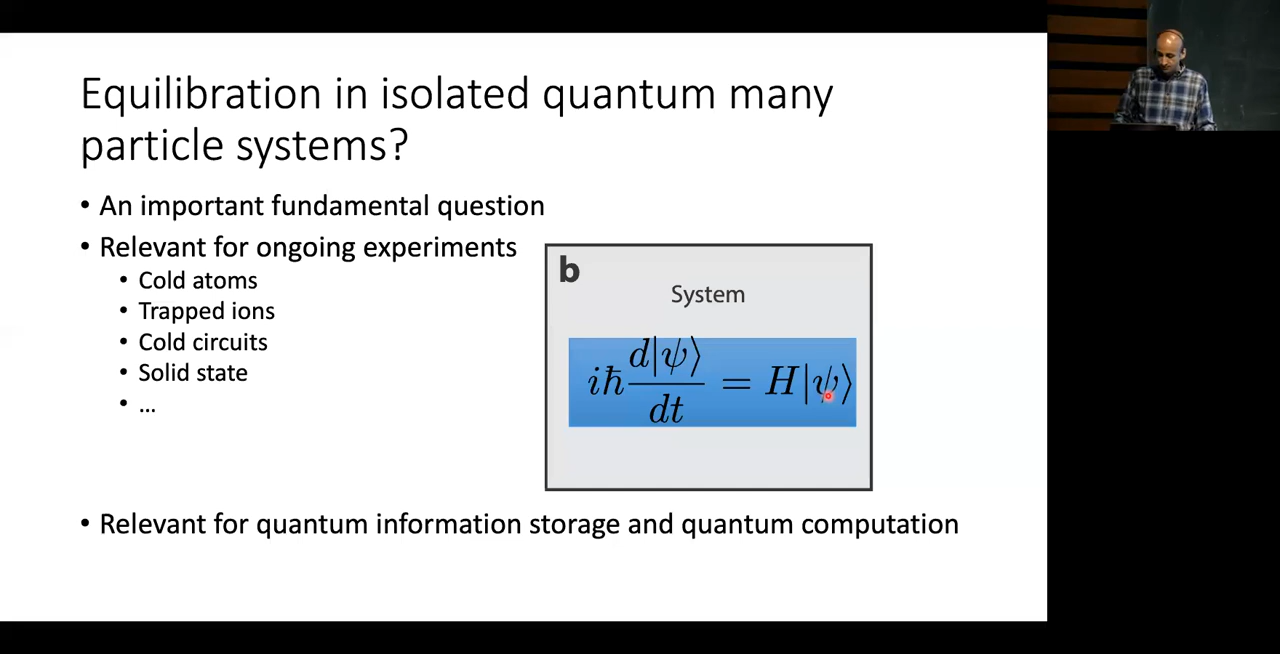 Equilibration in isolated quantum many
particle systems?
• An important fundamental question
• Relevant for ongoing experiments
• Cold atoms
• Trapped ions
• Cold circuits
• Solid state
• ...
b
System
iħ d|ψ⟩/dt = H|ψ⟩
• Relevant for quantum information storage and quantum computation